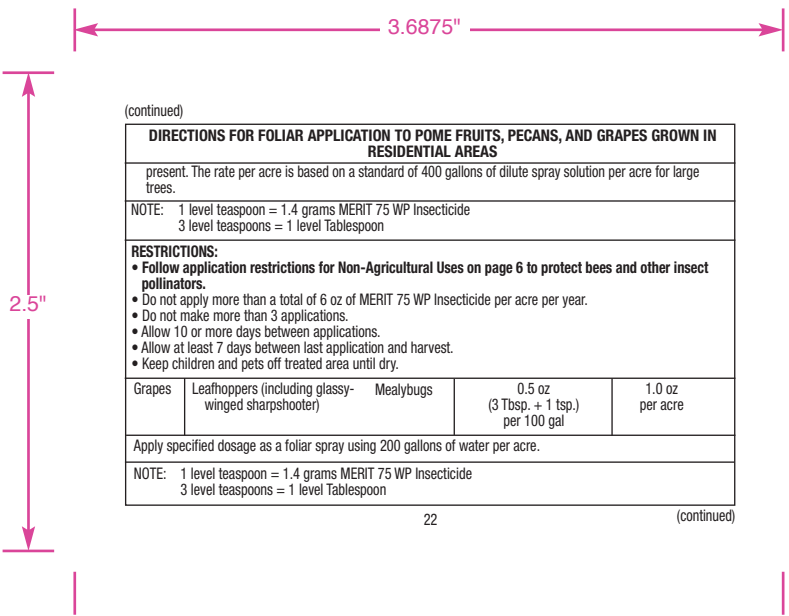 3.6875"
2.5"
(continued)
DIRECTIONS FOR FOLIAR APPLICATION TO POME FRUITS, PECANS, AND GRAPES GROWN IN
RESIDENTIAL AREAS
present. The rate per acre is based on a standard of 400 gallons of dilute spray solution per acre for large
trees.
NOTE: 1 level teaspoon = 1.4 grams MERIT 75 WP Insecticide
3 level teaspoons = 1 level Tablespoon
RESTRICTIONS:
• Follow application restrictions for Non-Agricultural Uses on page 6 to protect bees and other insect
pollinators.
• Do not apply more than a total of 6 oz of MERIT 75 WP Insecticide per acre per year.
• Do not make more than 3 applications.
• Allow 10 or more days between applications.
• Allow at least 7 days between last application and harvest.
• Keep children and pets off treated area until dry.
Grapes Leafhoppers (including glassy- Mealybugs 0.5 oz 1.0 oz
winged sharpshooter) (3 Tbsp. + 1 tsp.) per acre
per 100 gal
Apply specified dosage as a foliar spray using 200 gallons of water per acre.
NOTE: 1 level teaspoon = 1.4 grams MERIT 75 WP Insecticide
3 level teaspoons = 1 level Tablespoon
22 (continued)